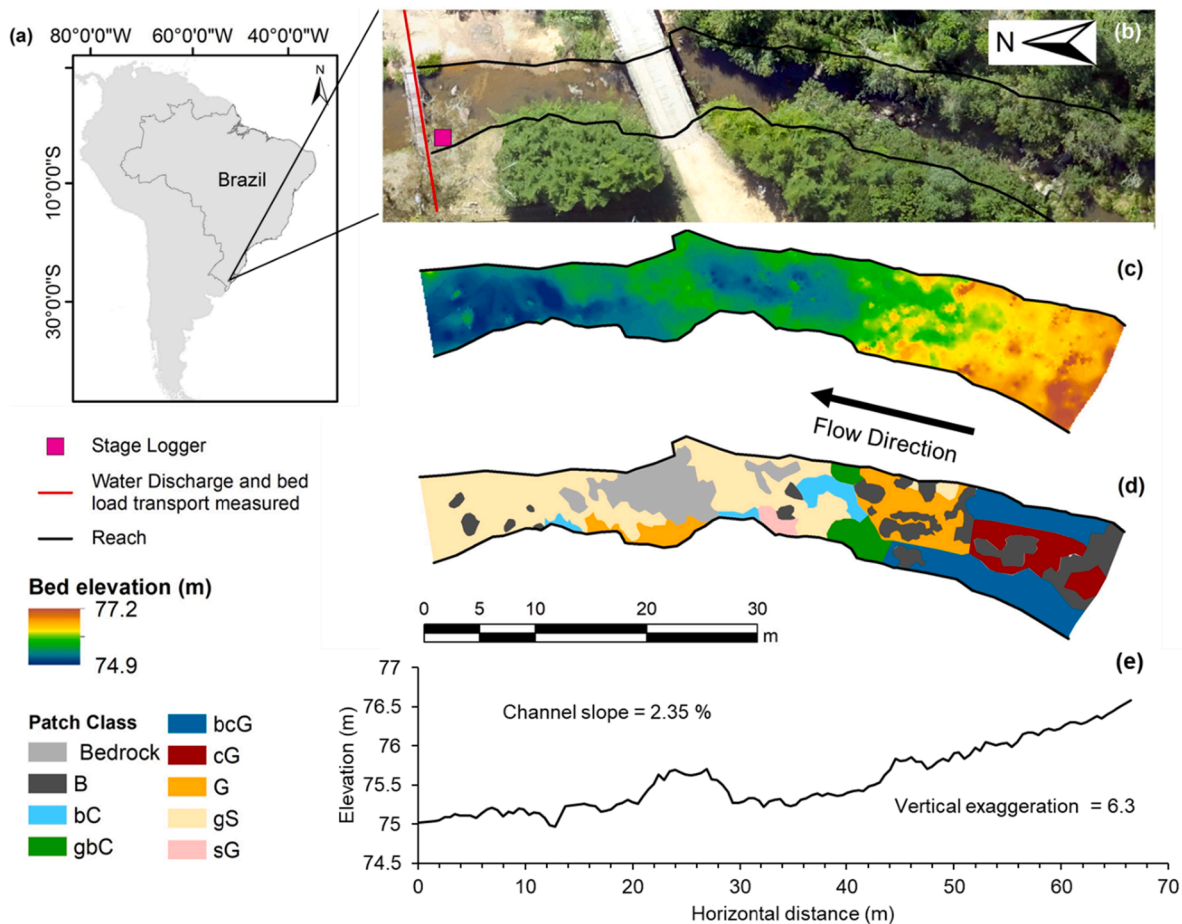 (a)
80°0'0"W 60°0'0"W 40°0'0"W
N
Brazil
10°0'0"S
30°0'0"S
N
(b)
(c)
Flow Direction
(d)
Stage Logger
Water Discharge and bed
load transport measured
Reach
Bed elevation (m)
77.2
74.9
0 5 10 20 30
m
Patch Class
Bedrock
B
bC
gbC
bcG
cG
G
gS
sG
(e)
Channel slope = 2.35 %
Vertical exaggeration = 6.3
Elevation (m)
77
76.5
76
75.5
75
74.5
0 10 20 30 40 50 60 70
Horizontal distance (m)